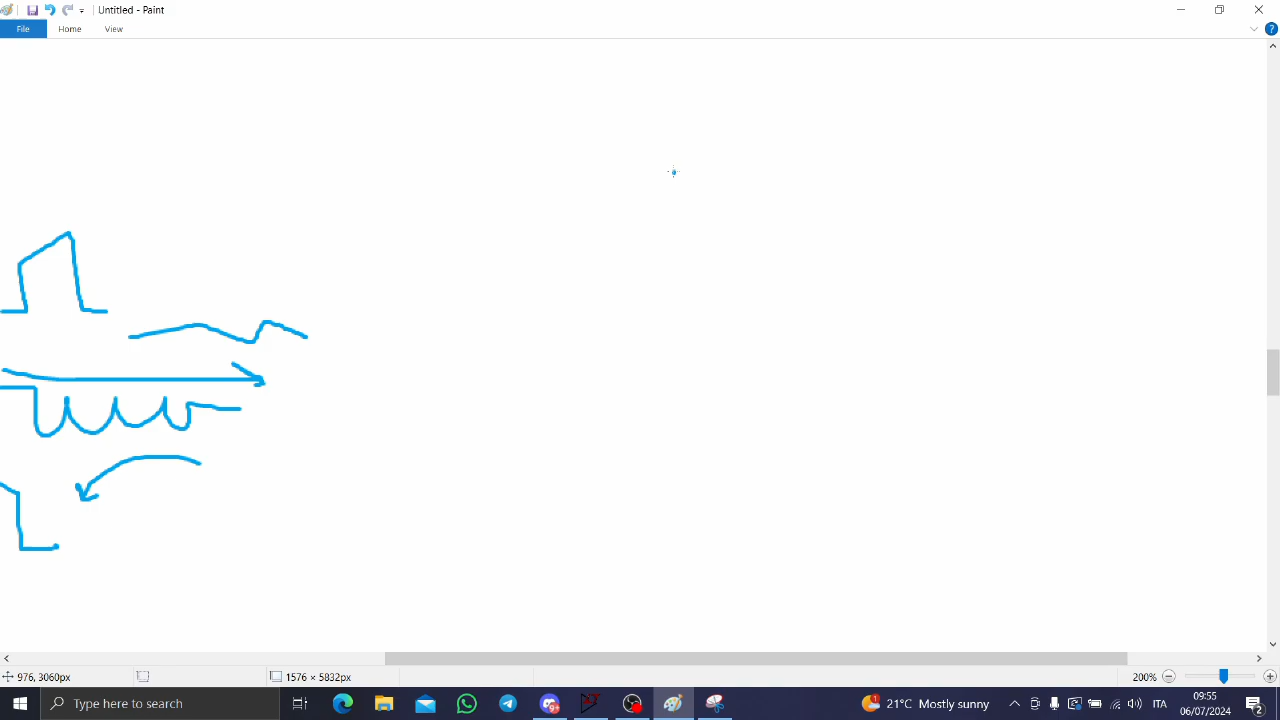 Untitled - Paint
File Home View
976, 3060px 1576 × 5832px 200%
Type here to search 21°C Mostly sunny ITA 09:55 06/07/2024 2